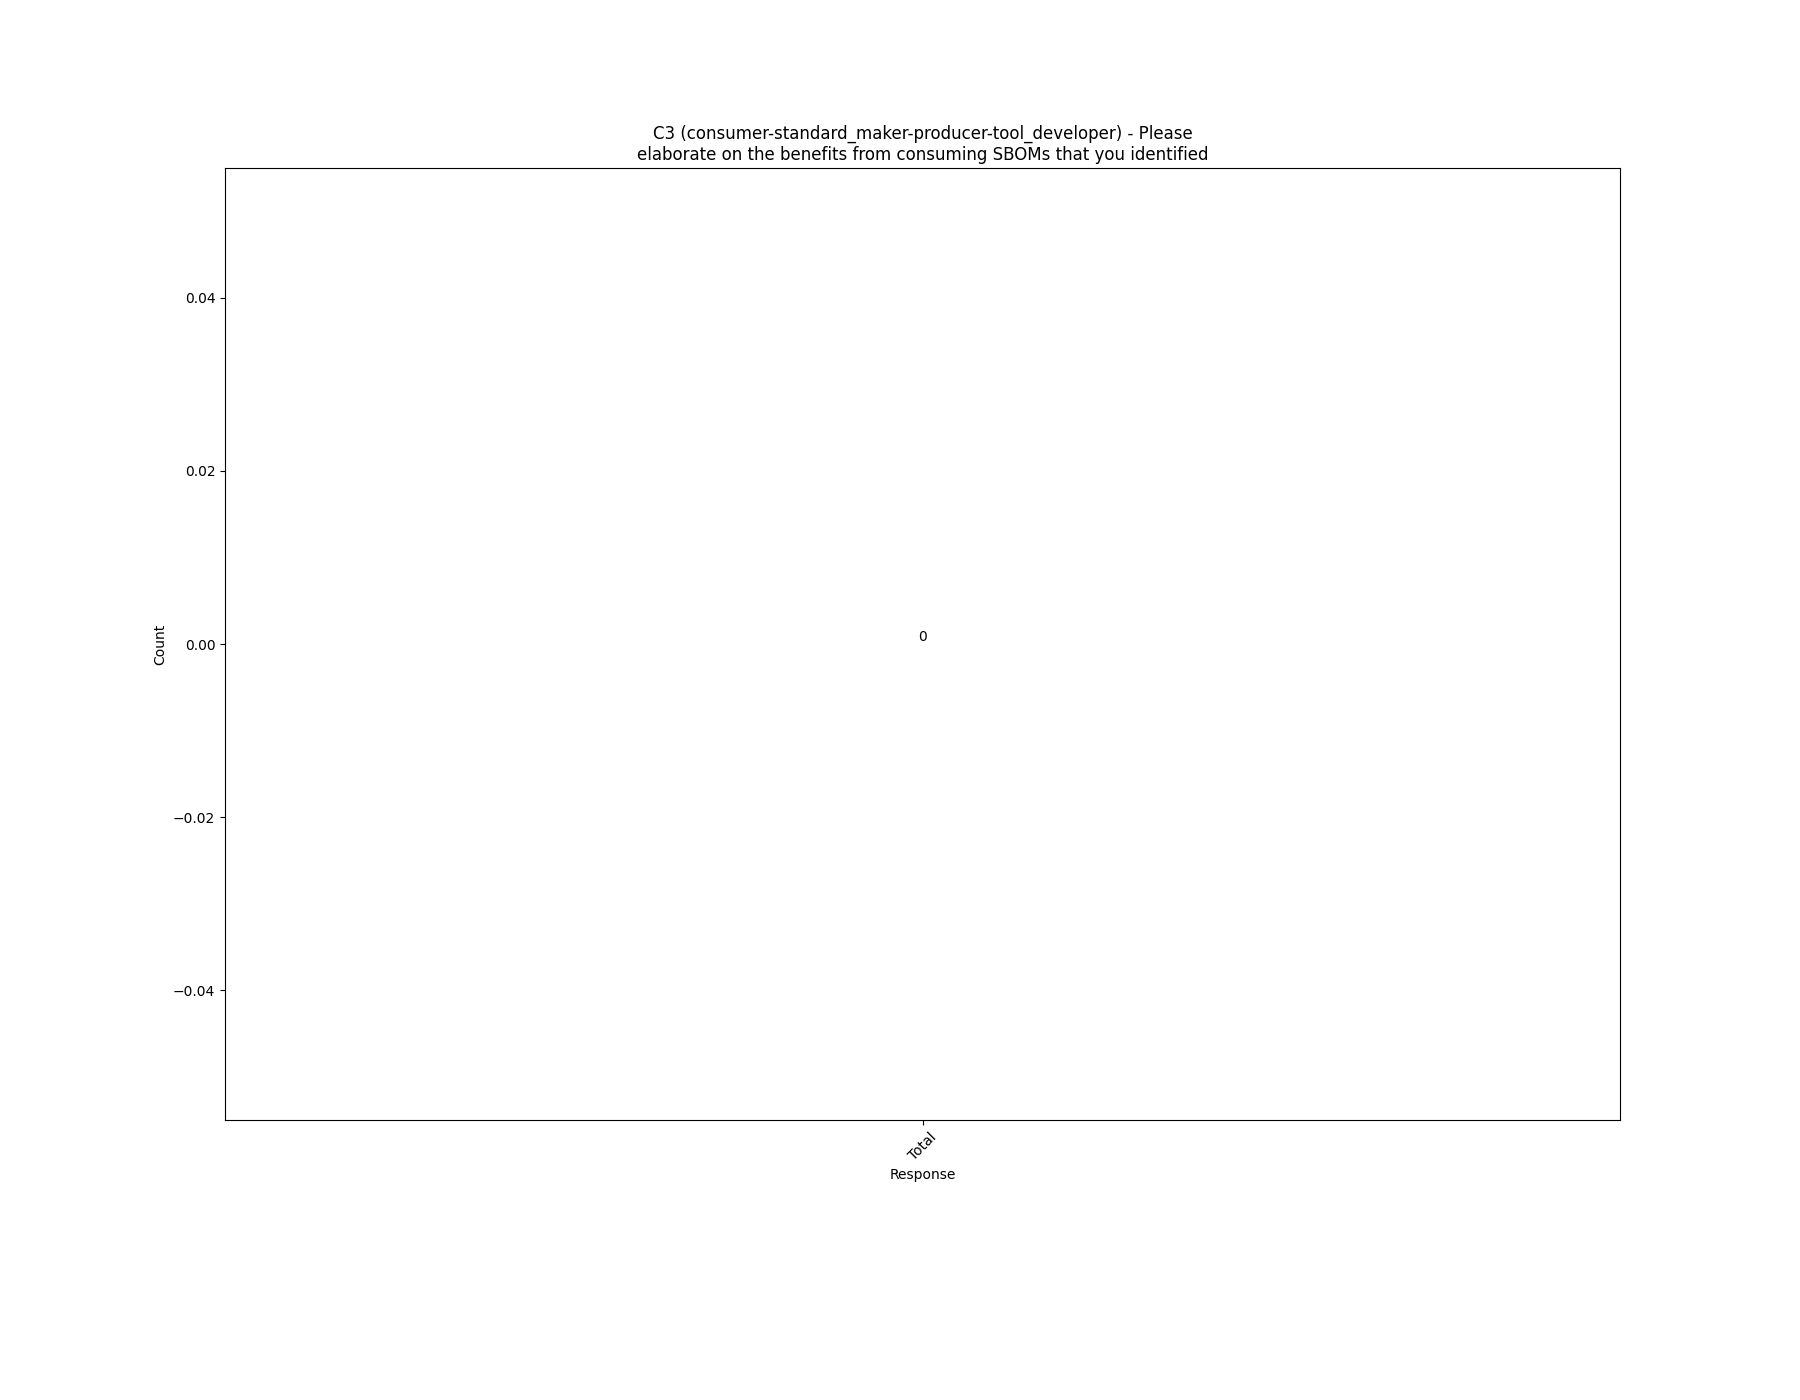 C3 (consumer-standard_maker-producer-tool_developer) - Please
elaborate on the benefits from consuming SBOMs that you identified
0.04
0.02
0.00
−0.02
−0.04
Count
0
Total
Response